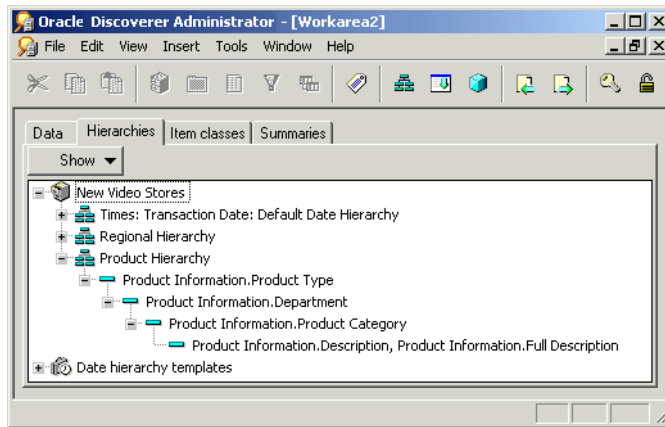 Oracle Discoverer Administrator - [Workarea2]
File Edit View Insert Tools Window Help
Data Hierarchies Item classes Summaries
Show
New Video Stores
Times: Transaction Date: Default Date Hierarchy
Regional Hierarchy
Product Hierarchy
Product Information.Product Type
Product Information.Department
Product Information.Product Category
Product Information.Description, Product Information.Full Description
Date hierarchy templates